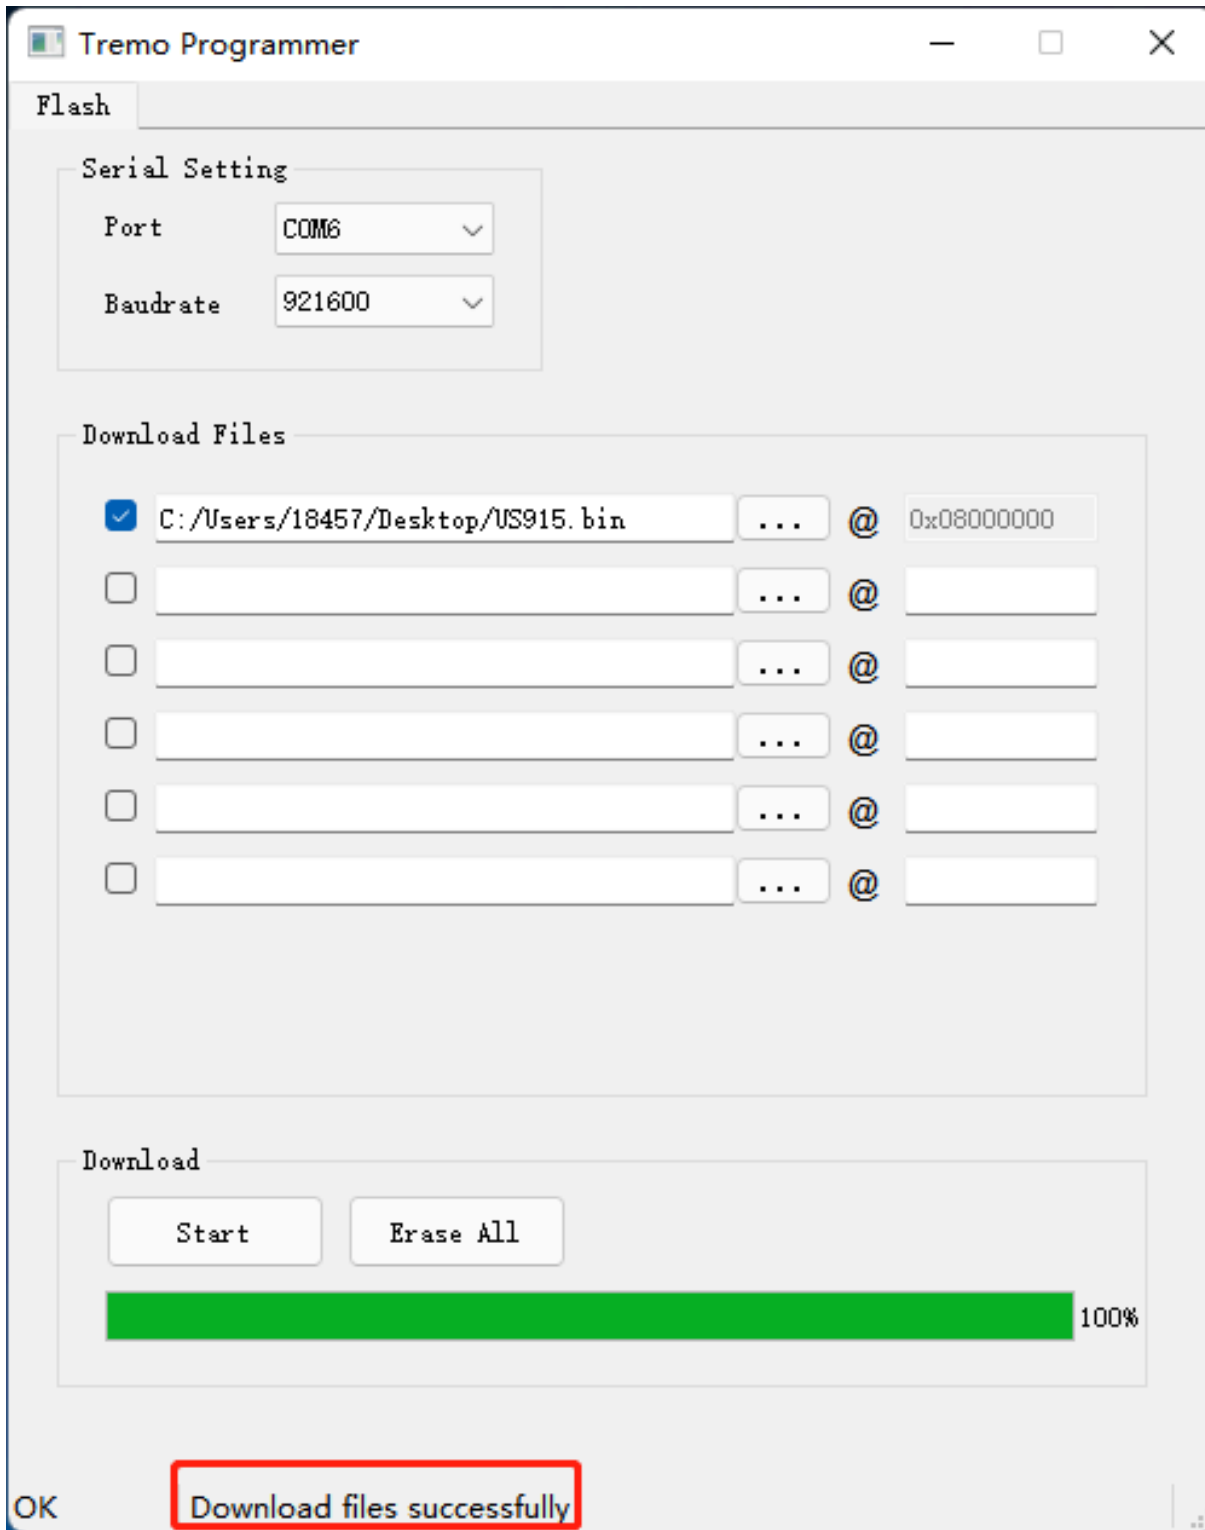 Tremo Programmer
Flash
Serial Setting
Port COM6
Baudrate 921600
Download Files
C:/Users/18457/Desktop/US915.bin ... @ 0x08000000
... @
... @
... @
... @
... @
Download
Start Erase All
100%
OK Download files successfully